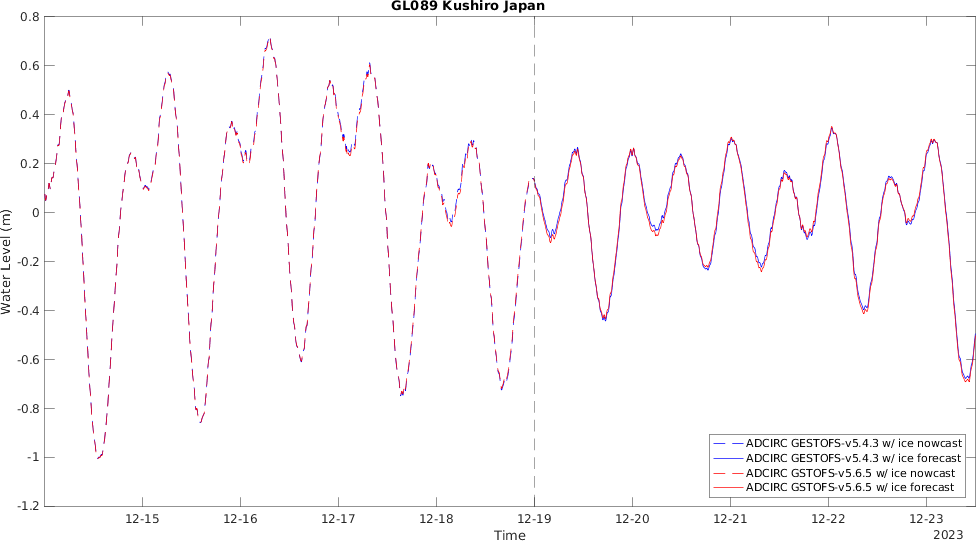 GL089 Kushiro Japan
0.8
0.6
0.4
0.2
0
-0.2
-0.4
-0.6
-0.8
-1
-1.2
Water Level (m)
ADCIRC GESTOFS-v5.4.3 w/ ice nowcast
ADCIRC GESTOFS-v5.4.3 w/ ice forecast
ADCIRC GSTOFS-v5.6.5 w/ ice nowcast
ADCIRC GSTOFS-v5.6.5 w/ ice forecast
12-15 12-16 12-17 12-18 12-19 12-20 12-21 12-22 12-23
Time
2023